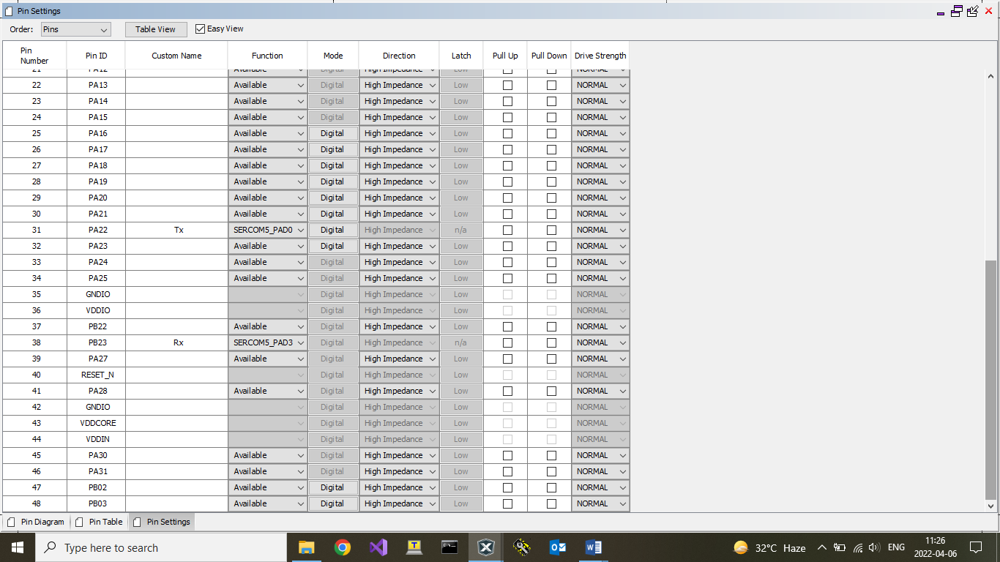 Pin Settings
Order: Pins Table View Easy View
Pin Number Pin ID Custom Name Function Mode Direction Latch Pull Up Pull Down Drive Strength
21 PA12 Available Digital High Impedance Low NORMAL
22 PA13 Available Digital High Impedance Low NORMAL
23 PA14 Available Digital High Impedance Low NORMAL
24 PA15 Available Digital High Impedance Low NORMAL
25 PA16 Available Digital High Impedance Low NORMAL
26 PA17 Available Digital High Impedance Low NORMAL
27 PA18 Available Digital High Impedance Low NORMAL
28 PA19 Available Digital High Impedance Low NORMAL
29 PA20 Available Digital High Impedance Low NORMAL
30 PA21 Available Digital High Impedance Low NORMAL
31 PA22 Tx SERCOM5_PAD0 Digital High Impedance n/a NORMAL
32 PA23 Available Digital High Impedance Low NORMAL
33 PA24 Available Digital High Impedance Low NORMAL
34 PA25 Available Digital High Impedance Low NORMAL
35 GNDIO Digital High Impedance Low NORMAL
36 VDDIO Digital High Impedance Low NORMAL
37 PB22 Available Digital High Impedance Low NORMAL
38 PB23 Rx SERCOM5_PAD3 Digital High Impedance n/a NORMAL
39 PA27 Available Digital High Impedance Low NORMAL
40 RESET_N Digital High Impedance Low NORMAL
41 PA28 Available Digital High Impedance Low NORMAL
42 GNDIO Digital High Impedance Low NORMAL
43 VDDCORE Digital High Impedance Low NORMAL
44 VDDIN Digital High Impedance Low NORMAL
45 PA30 Available Digital High Impedance Low NORMAL
46 PA31 Available Digital High Impedance Low NORMAL
47 PB02 Available Digital High Impedance Low NORMAL
48 PB03 Available Digital High Impedance Low NORMAL
Pin Diagram Pin Table Pin Settings
Type here to search 32°C Haze ENG 11:26
2022-04-06